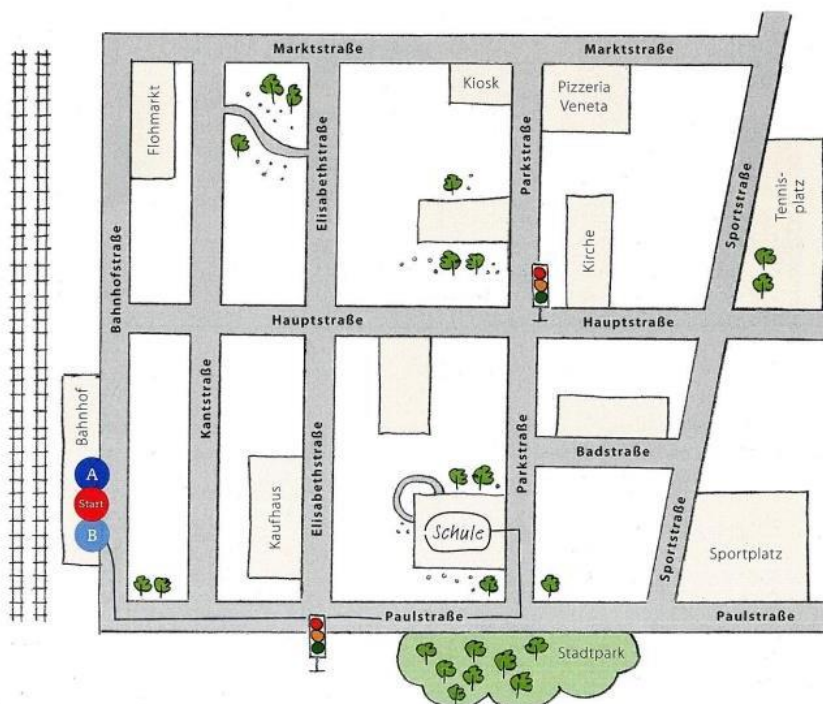 Marktstraße
Marktstraße
Kiosk
Pizzeria
Veneta
Flohmarkt
Elisabethstraße
Parkstraße
Sportstraße
Tennis-
platz
Kirche
Bahnhofstraße
Hauptstraße
Hauptstraße
Bahnhof
Kantstraße
Kaufhaus
Elisabethstraße
Parkstraße
Badstraße
A
Start
B
Schule
Sportstraße
Sportplatz
Paulstraße
Paulstraße
Stadtpark